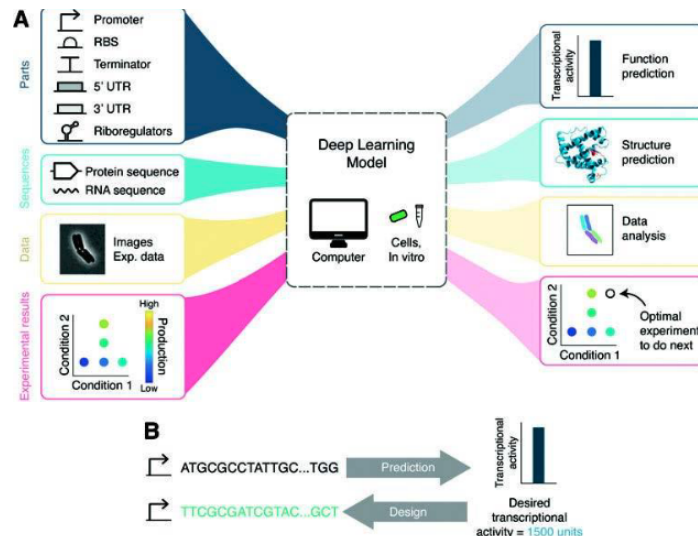 A
Parts
Promoter
RBS
Terminator
5' UTR
3' UTR
Riboregulators
Sequences
Protein sequence
RNA sequence
Data
Images
Exp. data
Experimental results
Condition 2
Condition 1
High
Production
Low
Deep Learning
Model
Computer
Cells,
In vitro
Transcriptional
activity
Function
prediction
Structure
prediction
Data
analysis
Condition 2
Condition 1
Optimal
experiment
to do next
B
ATGCGCCTATTGC...TGG
Prediction
TTCGCGATCGTAC...GCT
Design
Transcriptional
activity
Desired
transcriptional
activity = 1500 units